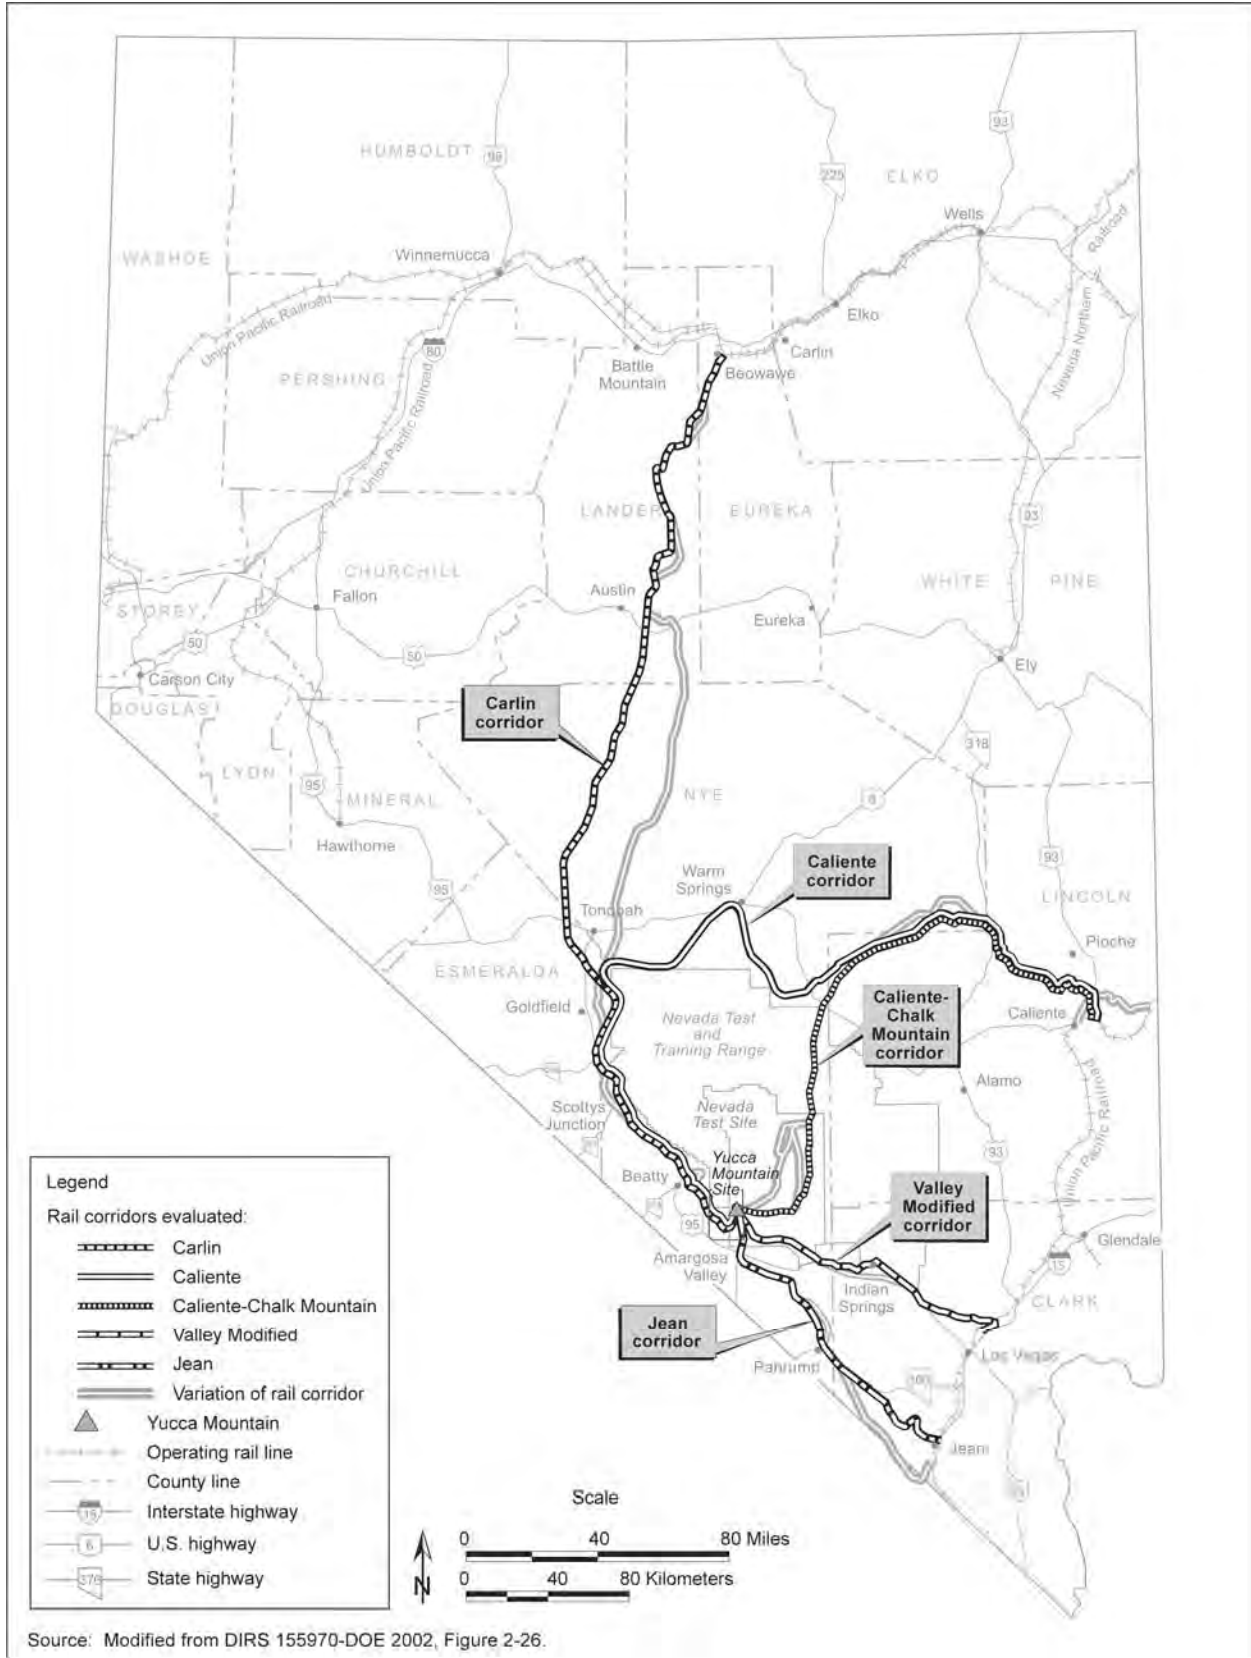 HUMBOLDT
95
93
225
ELKO
Wells
Railroad
WASHOE
Winnemucca
Elko
Union Pacific Railroad
Nevada Northern
80
Carlin
Battle
Mountain
Beowawe
PERSHING
Union Pacific Railroad
LANDER
EUREKA
93
CHURCHILL
WHITE
PINE
Austin
Fallon
Eureka
STOREY
50
50
Ely
Carson City
DOUGLAS
Carlin
corridor
318
LYON
95
MINERAL
NYE
6
Hawthorne
Caliente
corridor
93
Warm
Springs
95
LINCOLN
Tonopah
Pioche
ESMERALDA
Goldfield
Nevada Test
and
Training Range
Caliente-
Chalk
Mountain
corridor
Caliente
Alamo
Union Pacific Railroad
Scottys
Junction
Nevada
Test Site
93
Yucca
Mountain
Site
Beatty
Valley
Modified
corridor
95
Glendale
Amargosa
Valley
15
Indian
Springs
CLARK
Jean
corridor
Las Vegas
Pahrump
160
Jean
Legend
Rail corridors evaluated:
Carlin
Caliente
Caliente-Chalk Mountain
Valley Modified
Jean
Variation of rail corridor
Yucca Mountain
Operating rail line
County line
15 Interstate highway
6 U.S. highway
376 State highway
N
Scale
0 40 80 Miles
0 40 80 Kilometers
Source: Modified from DIRS 155970-DOE 2002, Figure 2-26.